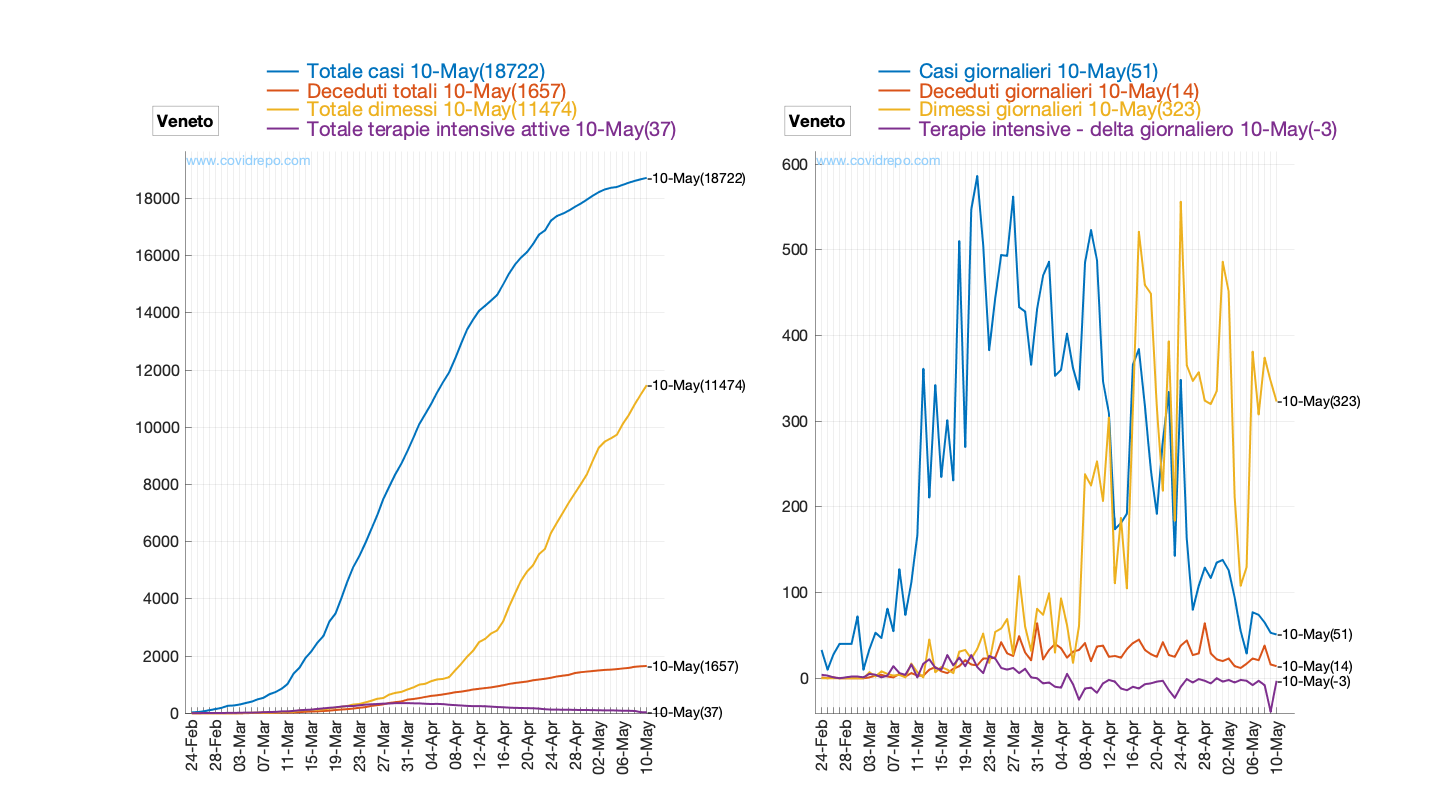 Totale casi 10-May(18722)
Deceduti totali 10-May(1657)
Totale dimessi 10-May(11474)
Totale terapie intensive attive 10-May(37)
Veneto
www.covidrepo.com
18000
16000
14000
12000
10000
8000
6000
4000
2000
0
-10-May(18722)
-10-May(11474)
-10-May(1657)
-10-May(37)
24-Feb
28-Feb
03-Mar
07-Mar
11-Mar
15-Mar
19-Mar
23-Mar
27-Mar
31-Mar
04-Apr
08-Apr
12-Apr
16-Apr
20-Apr
24-Apr
28-Apr
02-May
06-May
10-May
Casi giornalieri 10-May(51)
Deceduti giornalieri 10-May(14)
Dimessi giornalieri 10-May(323)
Terapie intensive - delta giornaliero 10-May(-3)
Veneto
www.covidrepo.com
600
500
400
300
200
100
0
-10-May(323)
-10-May(51)
-10-May(14)
-10-May(-3)
24-Feb
28-Feb
03-Mar
07-Mar
11-Mar
15-Mar
19-Mar
23-Mar
27-Mar
31-Mar
04-Apr
08-Apr
12-Apr
16-Apr
20-Apr
24-Apr
28-Apr
02-May
06-May
10-May